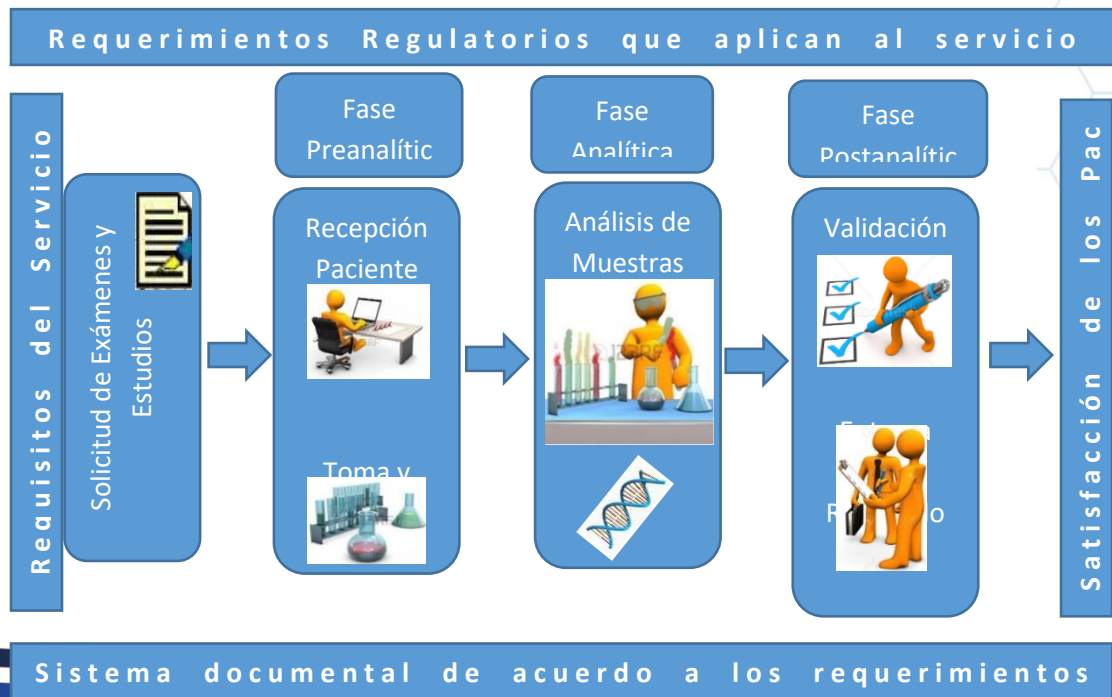 Requerimientos Regulatorios que aplican al servicio
Requisitos del Servicio
Solicitud de Exámenes y
Estudios
Fase
Preanalític
Recepción
Paciente
Toma y
Fase
Analítica
Análisis de
Muestras
Fase
Postanalític
Validación
Satisfacción de los Pac
Sistema documental de acuerdo a los requerimientos